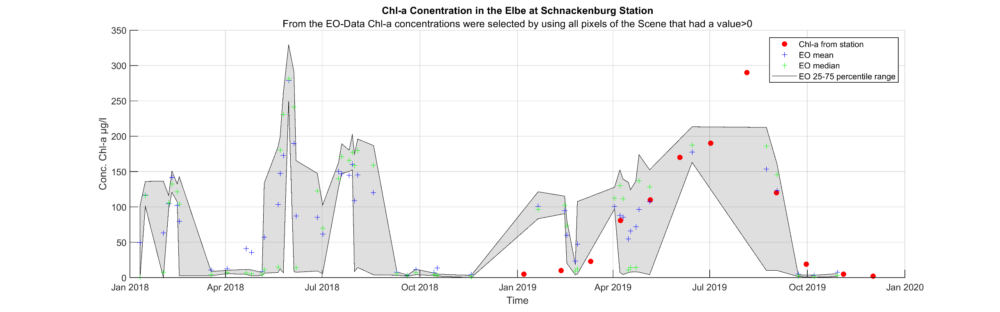 Chl-a Conentration in the Elbe at Schnackenburg Station
From the EO-Data Chl-a concentrations were selected by using all pixels of the Scene that had a value>0
350
300
250
200
150
100
50
0
Conc. Chl-a µg/l
Chl-a from station
EO mean
EO median
EO 25-75 percentile range
Jan 2018
Apr 2018
Jul 2018
Oct 2018
Jan 2019
Apr 2019
Jul 2019
Oct 2019
Jan 2020
Time